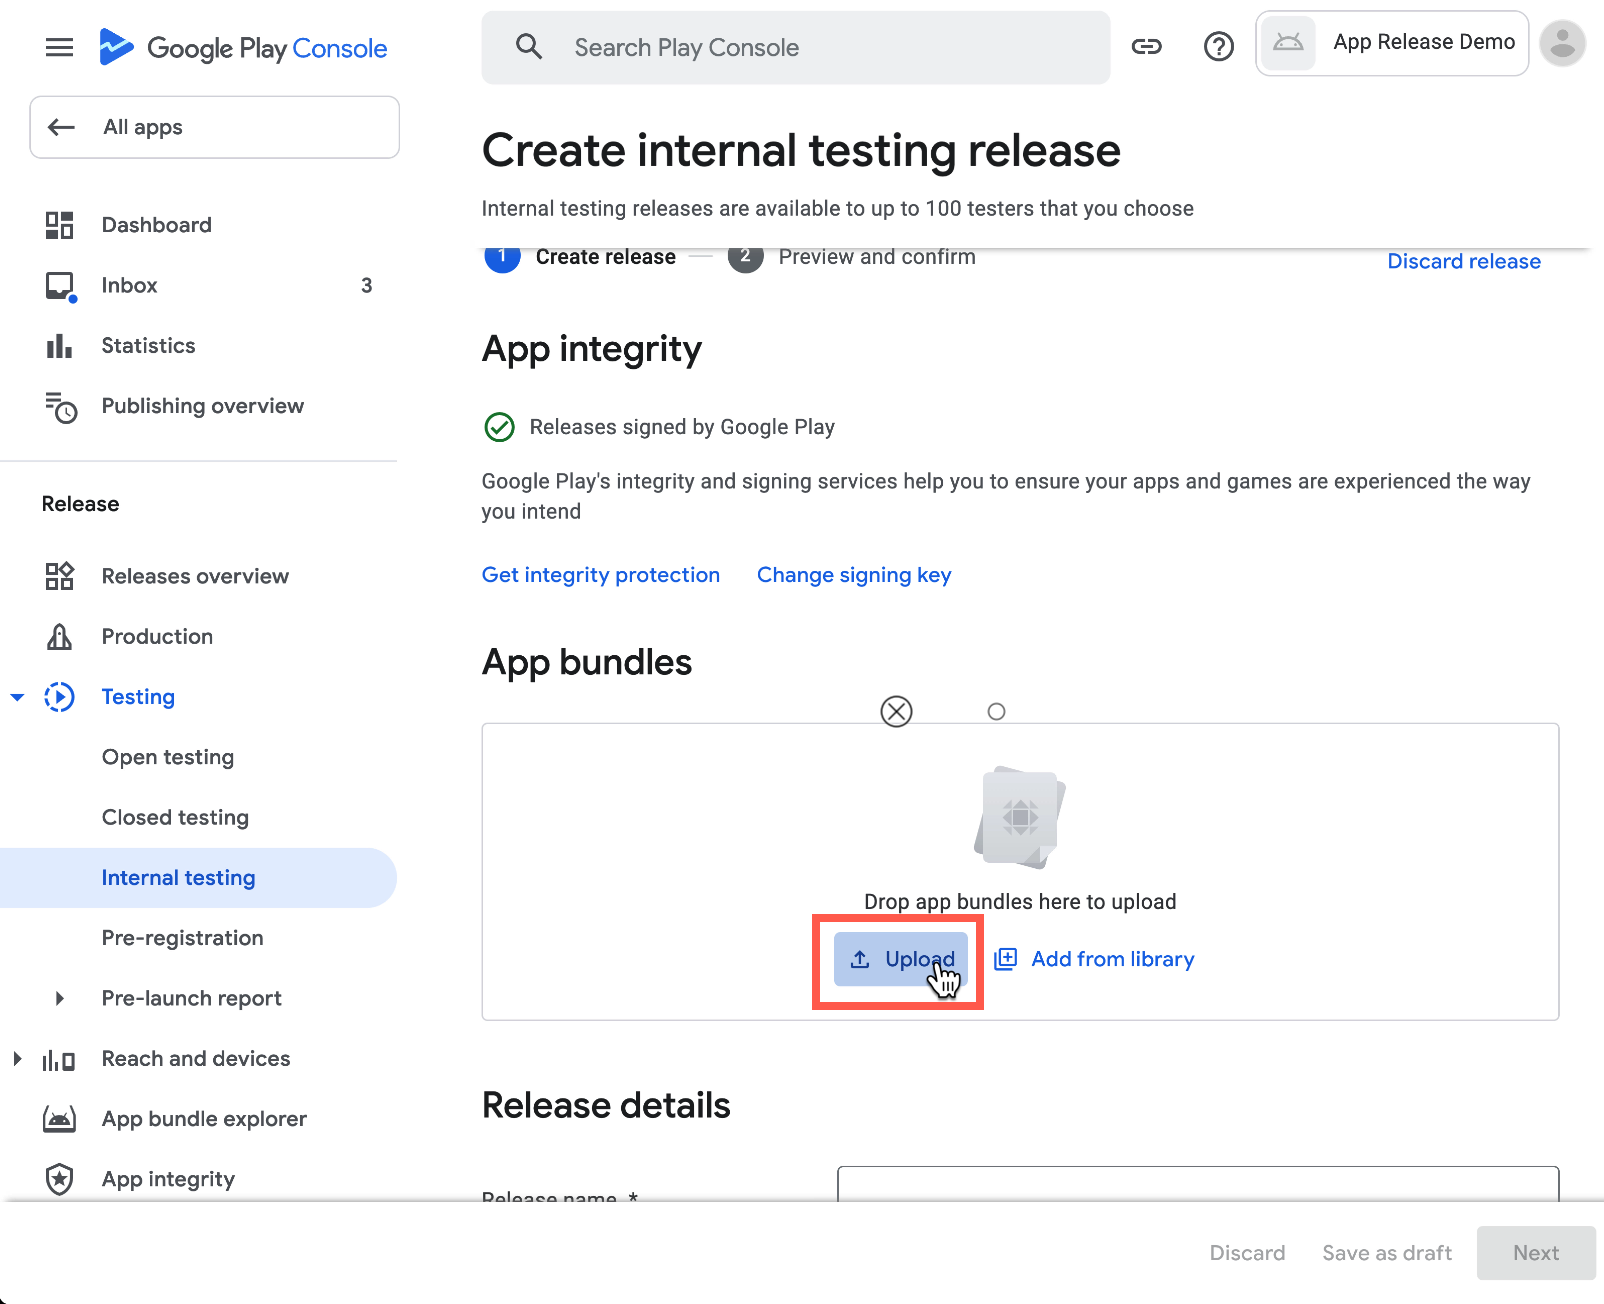 Google Play Console
Search Play Console
App Release Demo
All apps
Dashboard
Inbox 3
Statistics
Publishing overview
Release
Releases overview
Production
Testing
Open testing
Closed testing
Internal testing
Pre-registration
Pre-launch report
Reach and devices
App bundle explorer
App integrity
Create internal testing release
Internal testing releases are available to up to 100 testers that you choose
1 Create release 2 Preview and confirm
Discard release
App integrity
Releases signed by Google Play
Google Play's integrity and signing services help you to ensure your apps and games are experienced the way
you intend
Get integrity protection Change signing key
App bundles
Drop app bundles here to upload
Upload Add from library
Release details
Release name *
Discard Save as draft Next